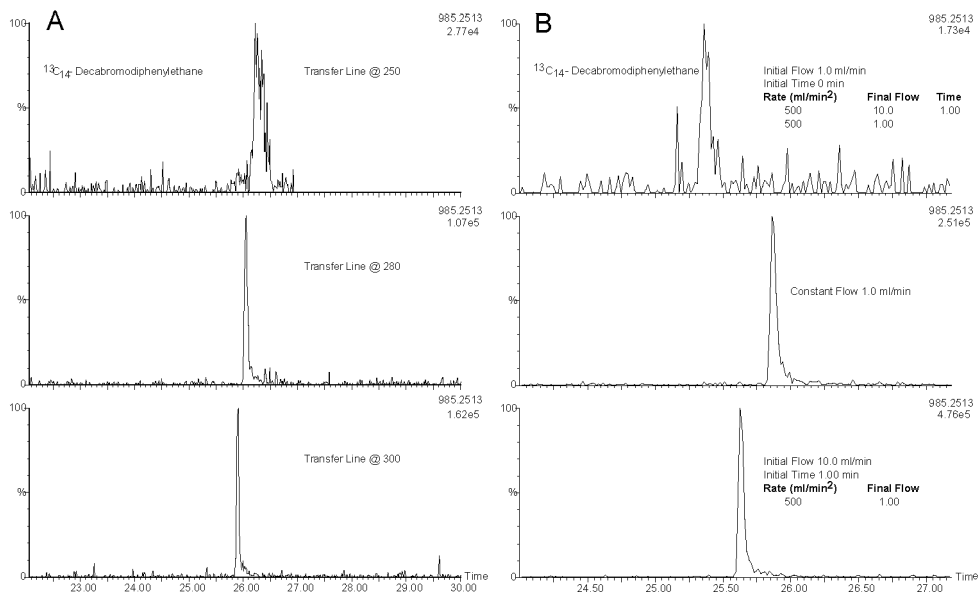 A
985.2513
2.77e4
100
%
0
13C14- Decabromodiphenylethane
Transfer Line @ 250
985.2513
1.07e5
100
%
0
Transfer Line @ 280
985.2513
1.62e5
100
%
0
Transfer Line @ 300
23.00 24.00 25.00 26.00 27.00 28.00 29.00 30.00
Time
B
985.2513
1.73e4
100
%
0
13C14- Decabromodiphenylethane
Initial Flow 1.0 ml/min
Initial Time 0 min
Rate (ml/min2) Final Flow Time
500 10.0 1.00
500 1.00
985.2513
2.51e5
100
%
0
Constant Flow 1.0 ml/min
985.2513
4.76e5
100
%
0
Initial Flow 10.0 ml/min
Initial Time 1.00 min
Rate (ml/min2) Final Flow
500 1.00
24.50 25.00 25.50 26.00 26.50 27.00
Time